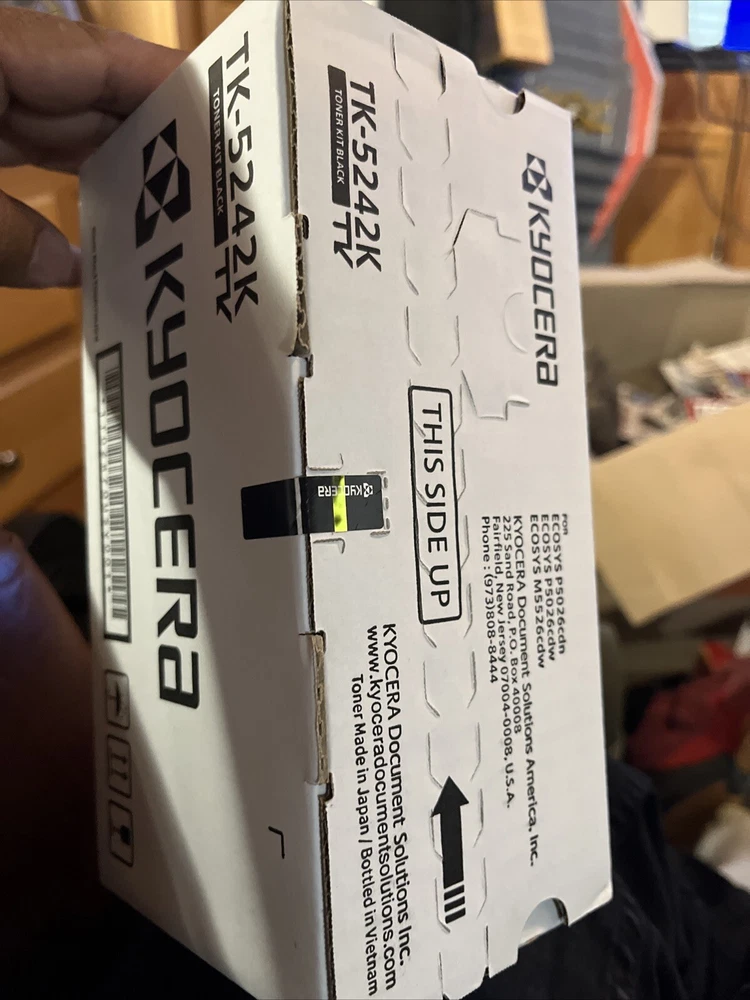 TK-5242K
TONER KIT BLACK
TK
KYOCERA
TK-5242K
TONER KIT BLACK
TK
KYOCERA
THIS SIDE UP
KYOCERA
FOR
ECOSYS P5026cdn
ECOSYS P5026cdw
ECOSYS M5526cdw
KYOCERA Document Solutions America, Inc.
225 Sand Road, P.O. Box 40008
Fairfield, New Jersey 07004-0008, U.S.A.
Phone : (973)808-8444
KYOCERA Document Solutions Inc.
www.kyoceradocumentsolutions.com
Toner Made in Japan / Bottled in Vietnam